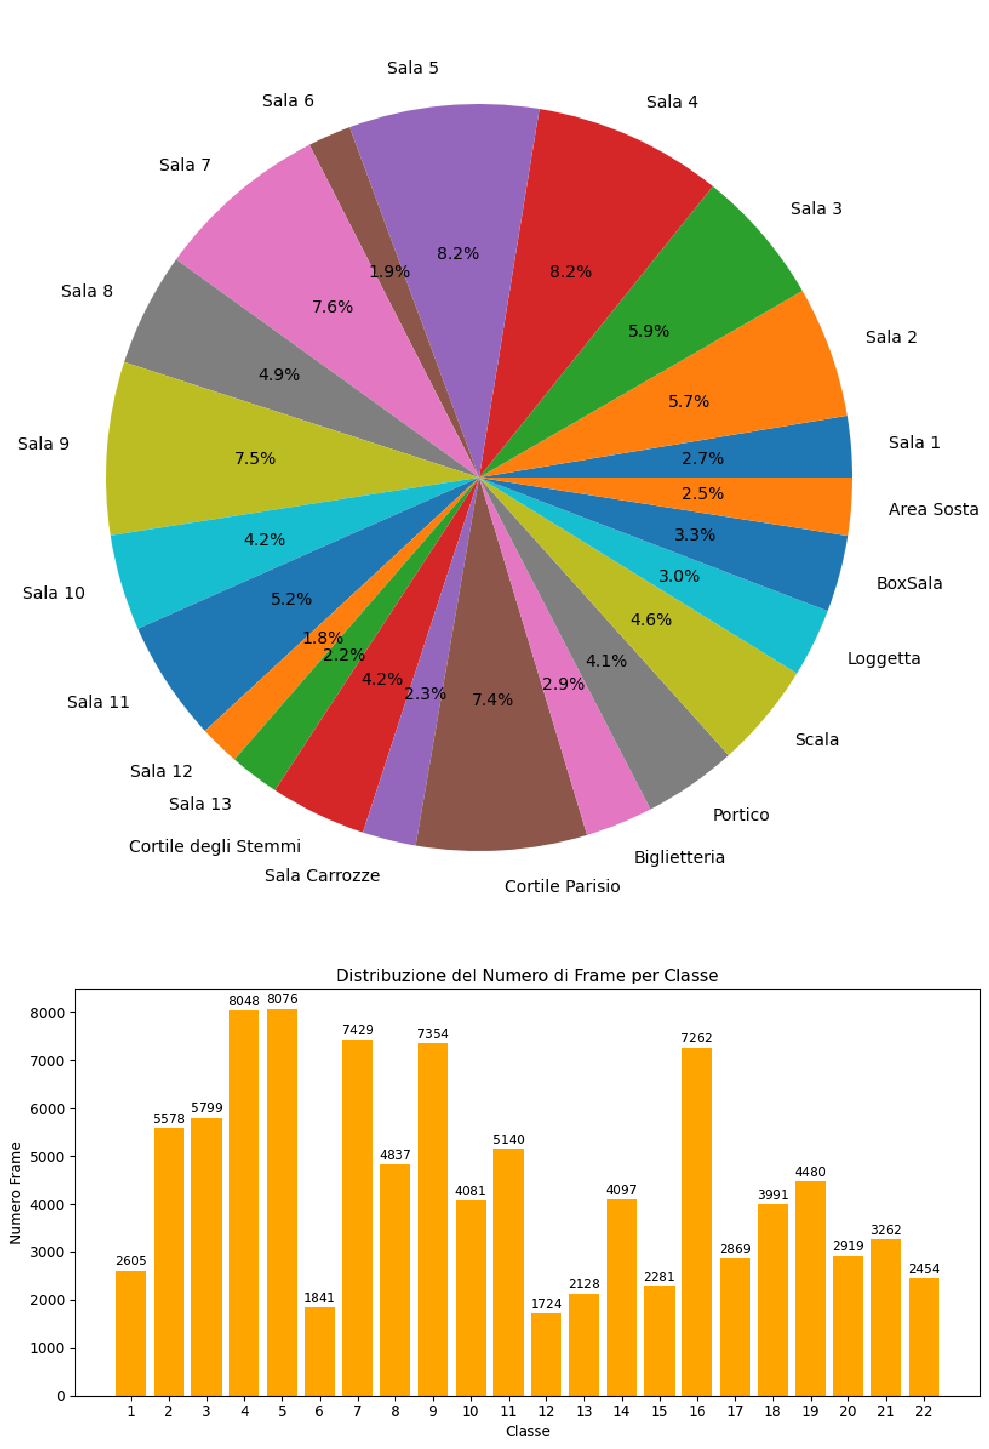 Sala 5
Sala 6
Sala 4
Sala 7
Sala 3
8.2%
1.9%
8.2%
Sala 8
7.6%
5.9%
Sala 2
4.9%
5.7%
Sala 9
7.5%
2.7%
Sala 1
2.5%
Area Sosta
4.2%
3.3%
3.0%
BoxSala
Sala 10
5.2%
4.6%
1.8%
2.2%
4.1%
Loggetta
4.2%
2.3%
7.4%
2.9%
Sala 11
Scala
Sala 12
Sala 13
Portico
Cortile degli Stemmi
Biglietteria
Sala Carrozze
Cortile Parisio
Distribuzione del Numero di Frame per Classe
Numero Frame
8000
7000
6000
5000
4000
3000
2000
1000
0
2605
5578
5799
8048
8076
1841
7429
4837
7354
4081
5140
1724
2128
4097
2281
7262
2869
3991
4480
2919
3262
2454
1 2 3 4 5 6 7 8 9 10 11 12 13 14 15 16 17 18 19 20 21 22
Classe